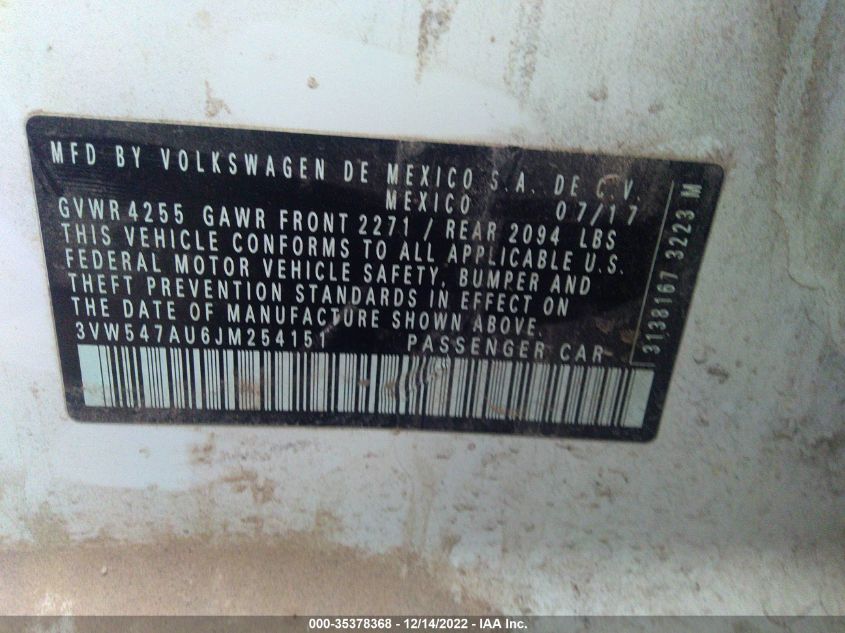 MFD BY VOLKSWAGEN DE MEXICO S.A. DE C.V.
MEXICO 07/17
GVWR 4255 GAWR FRONT 2271 / REAR 2094 LBS
THIS VEHICLE CONFORMS TO ALL APPLICABLE U.S.
FEDERAL MOTOR VEHICLE SAFETY, BUMPER AND
THEFT PREVENTION STANDARDS IN EFFECT ON
THE DATE OF MANUFACTURE SHOWN ABOVE.
3VW547AU6JM254151 PASSENGER CAR
3138167 3223 M
000-35378368 - 12/14/2022 - IAA Inc.